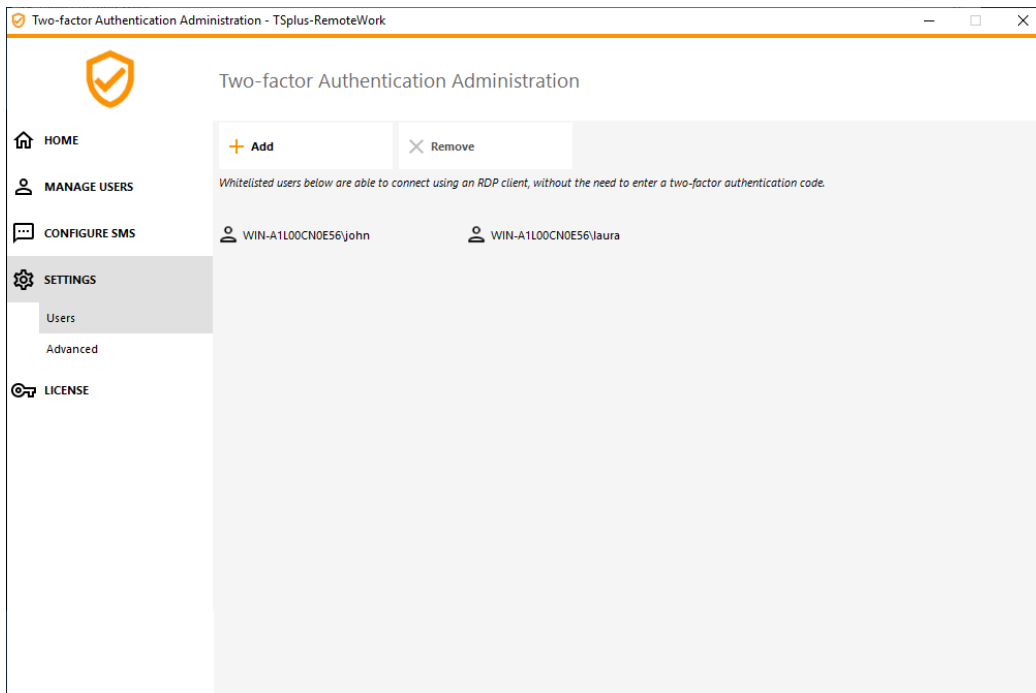 Two-factor Authentication Administration - TSplus-RemoteWork
Two-factor Authentication Administration
HOME
MANAGE USERS
CONFIGURE SMS
SETTINGS
Users
Advanced
LICENSE
Add
Remove
Whitelisted users below are able to connect using an RDP client, without the need to enter a two-factor authentication code.
WIN-A1L00CN0E56\john
WIN-A1L00CN0E56\laura